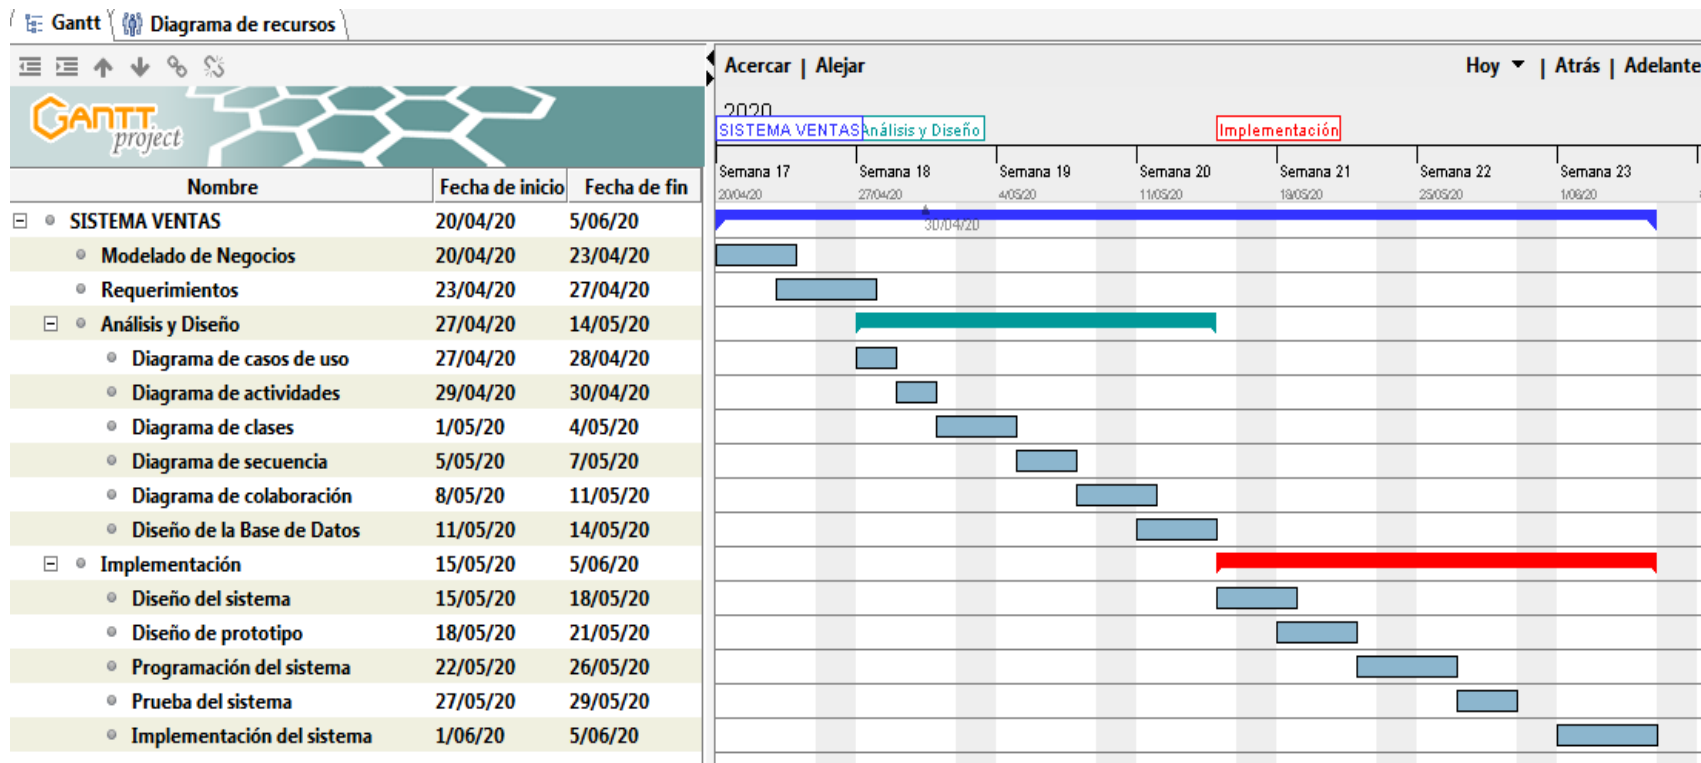 Gantt Diagrama de recursos
Acercar | Alejar Hoy | Atrás | Adelante
GANTT project
2020
SISTEMA VENTAS Análisis y Diseño Implementación
Semana 17 Semana 18 Semana 19 Semana 20 Semana 21 Semana 22 Semana 23
20/04/20 27/04/20 4/05/20 11/05/20 18/05/20 25/05/20 1/06/20
Nombre Fecha de inicio Fecha de fin
SISTEMA VENTAS 20/04/20 5/06/20
30/04/20
Modelado de Negocios 20/04/20 23/04/20
Requerimientos 23/04/20 27/04/20
Análisis y Diseño 27/04/20 14/05/20
Diagrama de casos de uso 27/04/20 28/04/20
Diagrama de actividades 29/04/20 30/04/20
Diagrama de clases 1/05/20 4/05/20
Diagrama de secuencia 5/05/20 7/05/20
Diagrama de colaboración 8/05/20 11/05/20
Diseño de la Base de Datos 11/05/20 14/05/20
Implementación 15/05/20 5/06/20
Diseño del sistema 15/05/20 18/05/20
Diseño de prototipo 18/05/20 21/05/20
Programación del sistema 22/05/20 26/05/20
Prueba del sistema 27/05/20 29/05/20
Implementación del sistema 1/06/20 5/06/20